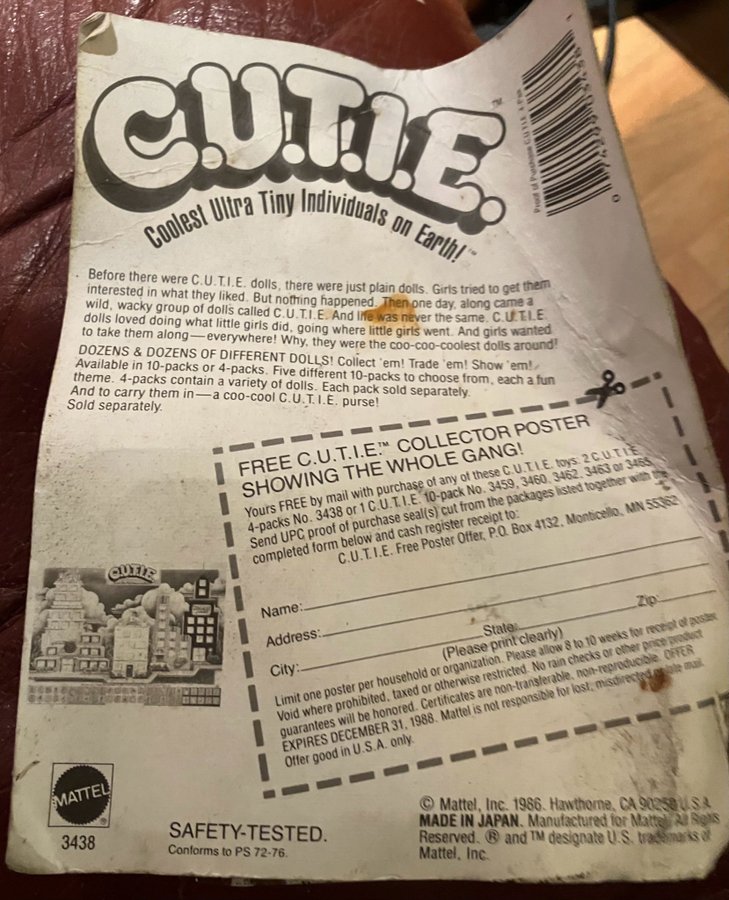 C.U.T.I.E.™
Coolest Ultra Tiny Individuals on Earth!™
Before there were C.U.T.I.E. dolls, there were just plain dolls. Girls tried to get them
interested in what they liked. But nothing happened. Then one day, along came a
wild, wacky group of dolls called C.U.T.I.E. And life was never the same. C.U.T.I.E.
dolls loved doing what little girls did, going where little girls went. And girls wanted
to take them along—everywhere! Why, they were the coo-coo-coolest dolls around!
DOZENS & DOZENS OF DIFFERENT DOLLS! Collect 'em! Trade 'em! Show 'em!
Available in 10-packs or 4-packs. Five different 10-packs to choose from, each a fun
theme. 4-packs contain a variety of dolls. Each pack sold separately.
And to carry them in—a coo-cool C.U.T.I.E. purse!
Sold separately.
FREE C.U.T.I.E.™ COLLECTOR POSTER
SHOWING THE WHOLE GANG!
Yours FREE by mail with purchase of any of these C.U.T.I.E. toys: 2 C.U.T.I.E.
4-packs No. 3438 or 1 C.U.T.I.E. 10-pack No. 3459, 3460, 3462, 3463 or 3465.
Send UPC proof of purchase seal(s) cut from the packages listed together with the
completed form below and cash register receipt to:
C.U.T.I.E. Free Poster Offer, P.O. Box 4132, Monticello, MN 55362
Name:
Address:
City: State: Zip:
(Please print clearly)
Limit one poster per household or organization. Please allow 8 to 10 weeks for receipt of poster.
Void where prohibited, taxed or otherwise restricted. No rain checks or other price/product
guarantees will be honored. Certificates are non-transferable, non-reproducible. OFFER
EXPIRES DECEMBER 31, 1988. Mattel is not responsible for lost, misdirected or late mail.
Offer good in U.S.A. only.
CUTIE
MATTEL
®
3438
SAFETY-TESTED.
Conforms to PS 72-76.
© Mattel, Inc. 1986. Hawthorne, CA 90250 U.S.A.
MADE IN JAPAN. Manufactured for Mattel. All Rights
Reserved. ® and TM designate U.S. trademarks of
Mattel, Inc.
Proof of Purchase C.U.T.I.E.